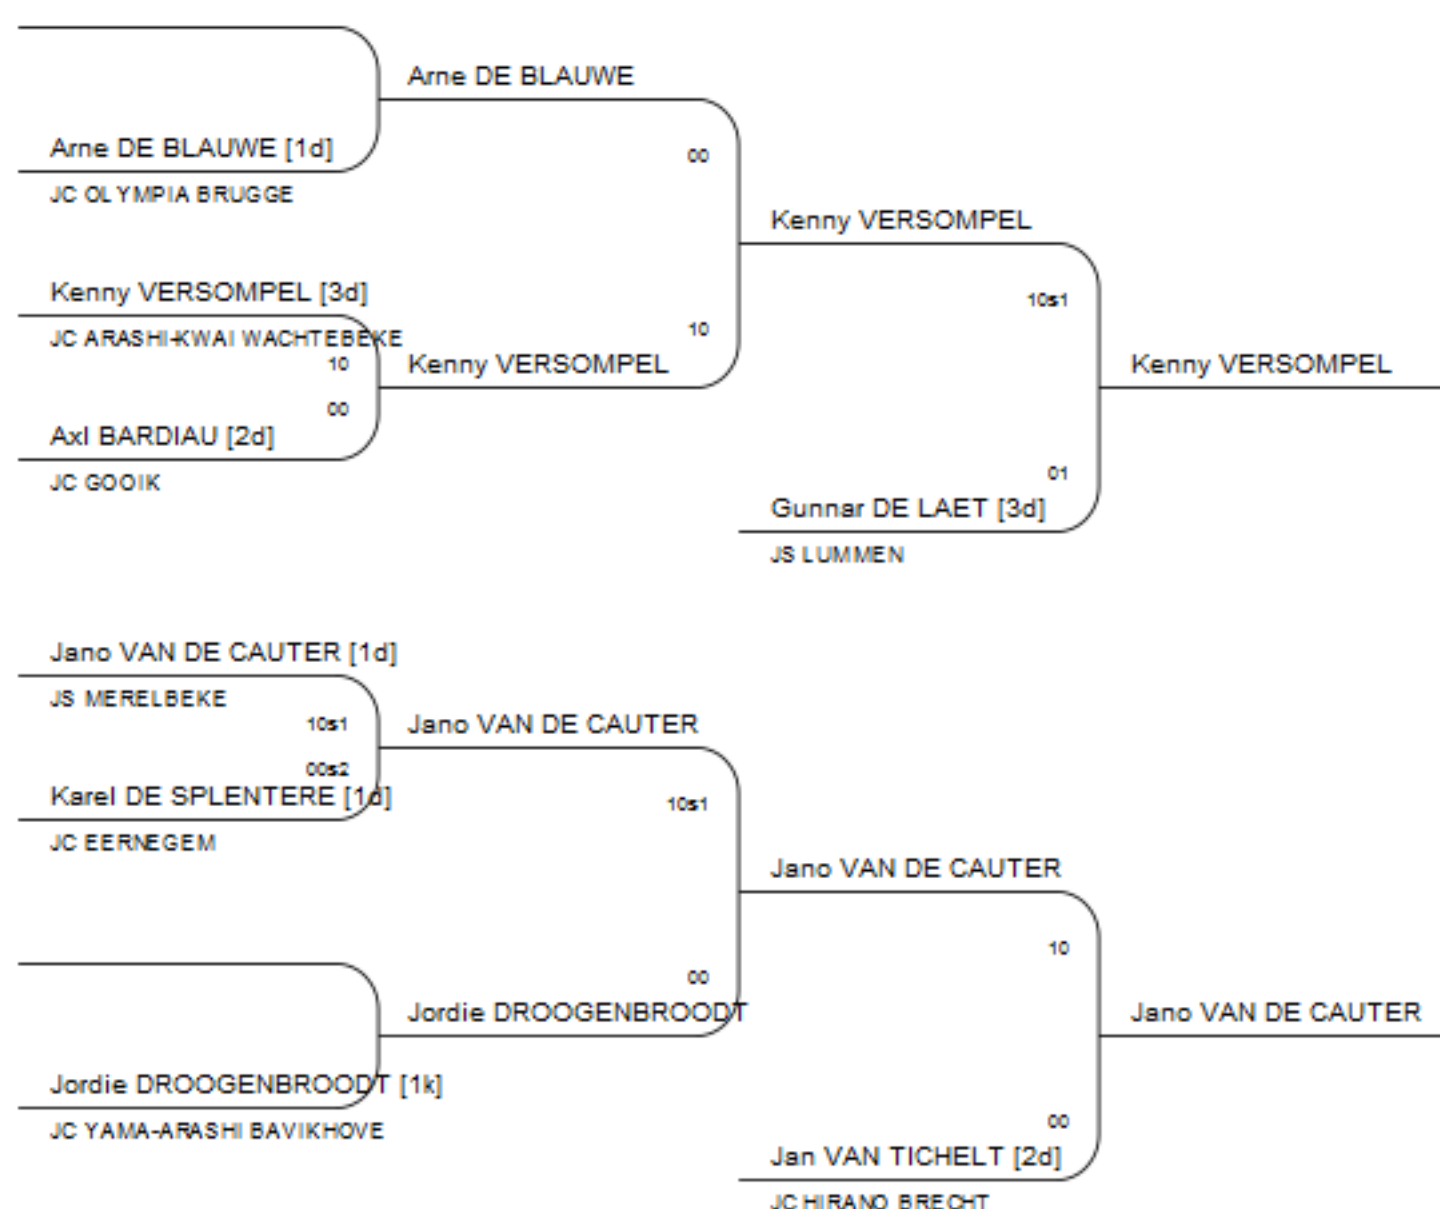 Arne DE BLAUWE
Arne DE BLAUWE [1d]
00
JC OLYMPIA BRUGGE
Kenny VERSOMPEL
Kenny VERSOMPEL [3d]
10s1
JC ARASHI-KWAI WACHTEBEKE
10
10
Kenny VERSOMPEL
Kenny VERSOMPEL
00
Axl BARDIAU [2d]
01
JC GOOIK
Gunnar DE LAET [3d]
JS LUMMEN
Jano VAN DE CAUTER [1d]
JS MERELBEKE
10s1
Jano VAN DE CAUTER
00s2
Karel DE SPLENTERE [1d]
10s1
JC EERNEGEM
Jano VAN DE CAUTER
10
00
Jordie DROOGENBROODT
Jano VAN DE CAUTER
Jordie DROOGENBROODT [1k]
00
JC YAMA-ARASHI BAVIKHOVE
Jan VAN TICHELT [2d]
JC HIRANO BRECHT